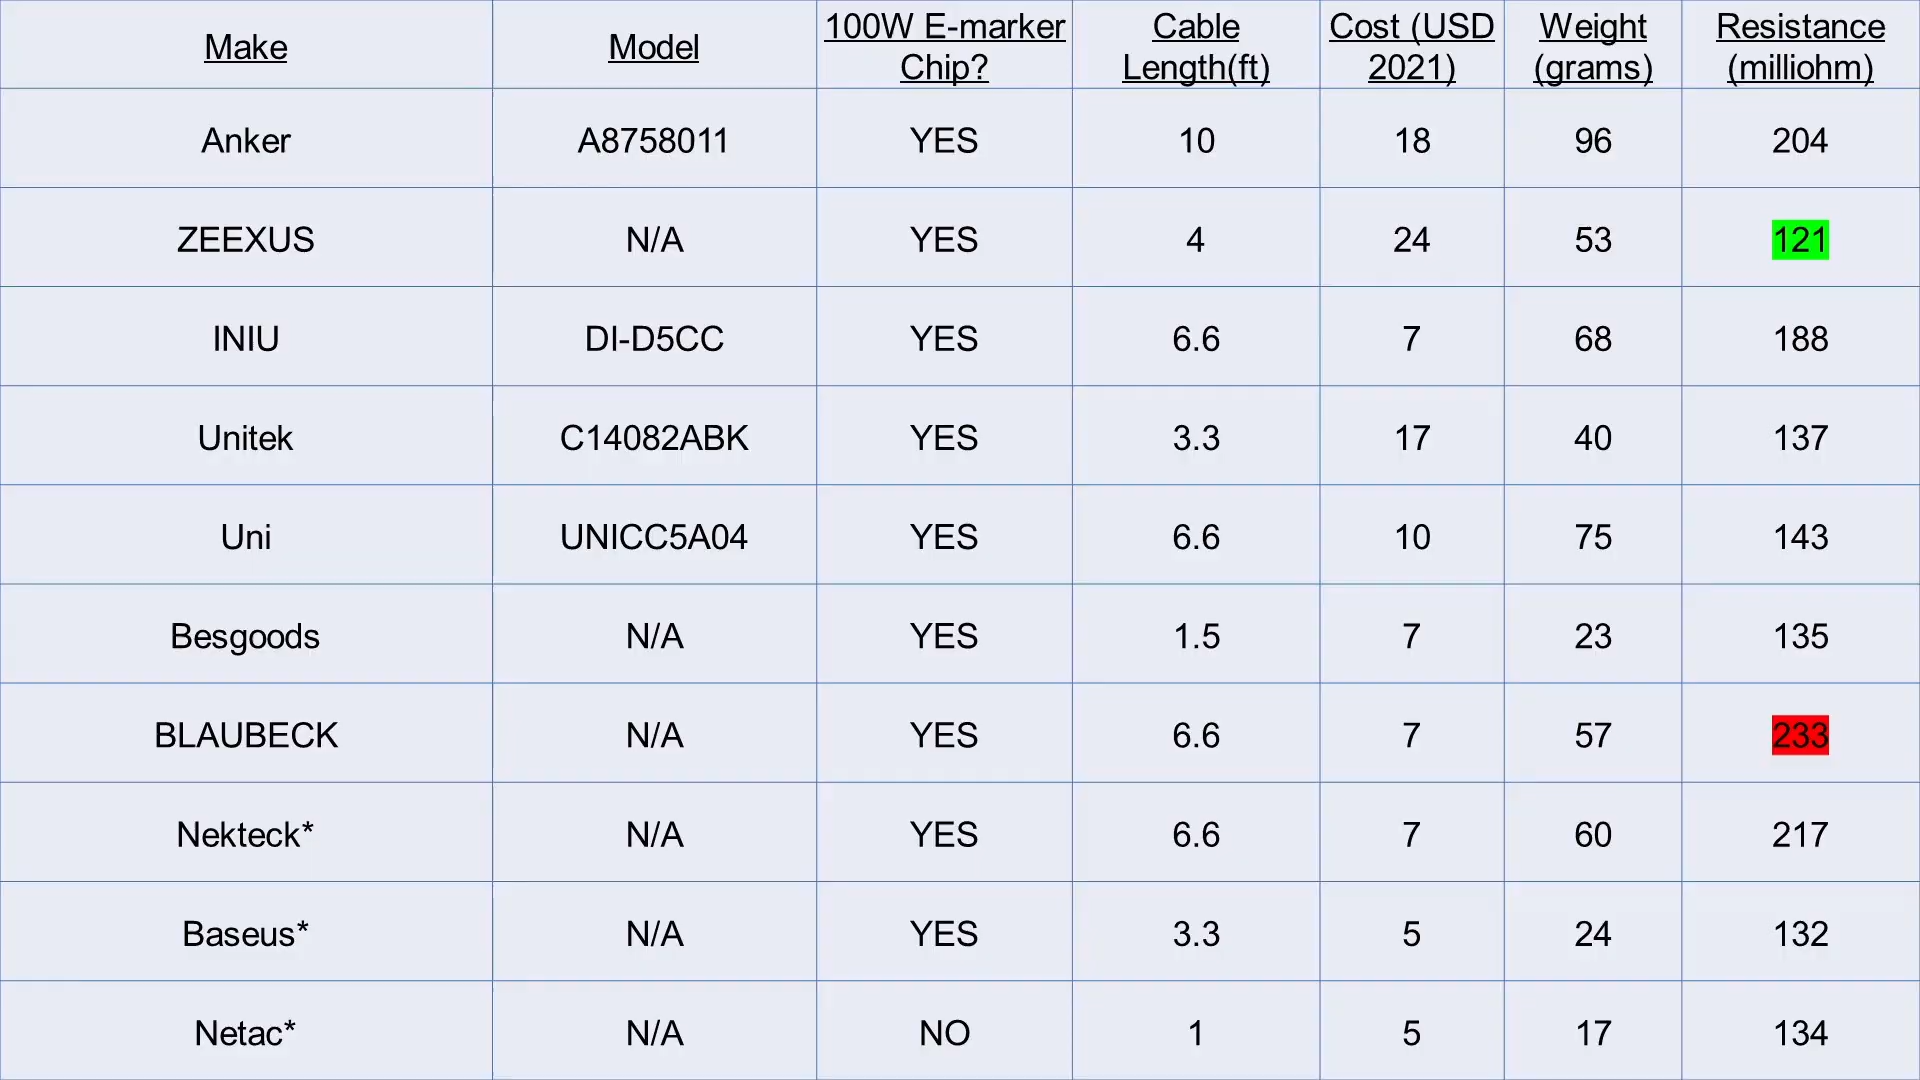 Make Model 100W E-marker Chip? Cable Length(ft) Cost (USD 2021) Weight (grams) Resistance (milliohm)
Anker A8758011 YES 10 18 96 204
ZEEXUS N/A YES 4 24 53 121
INIU DI-D5CC YES 6.6 7 68 188
Unitek C14082ABK YES 3.3 17 40 137
Uni UNICC5A04 YES 6.6 10 75 143
Besgoods N/A YES 1.5 7 23 135
BLAUBECK N/A YES 6.6 7 57 233
Nekteck* N/A YES 6.6 7 60 217
Baseus* N/A YES 3.3 5 24 132
Netac* N/A NO 1 5 17 134